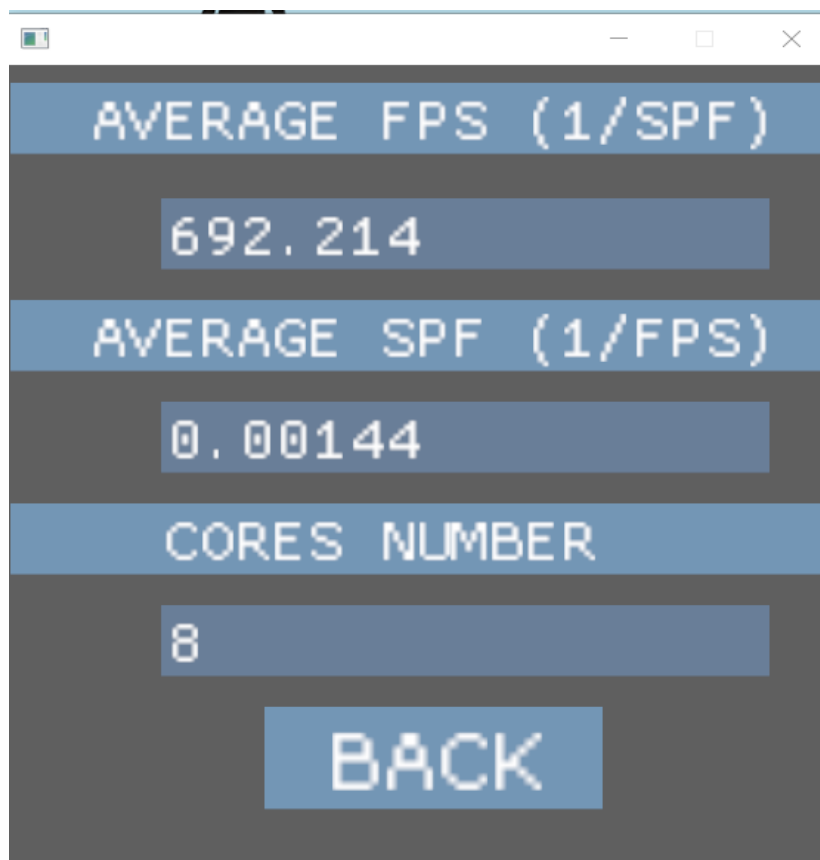 AVERAGE FPS (1/SPF)
692.214
AVERAGE SPF (1/FPS)
0.00144
CORES NUMBER
8
BACK